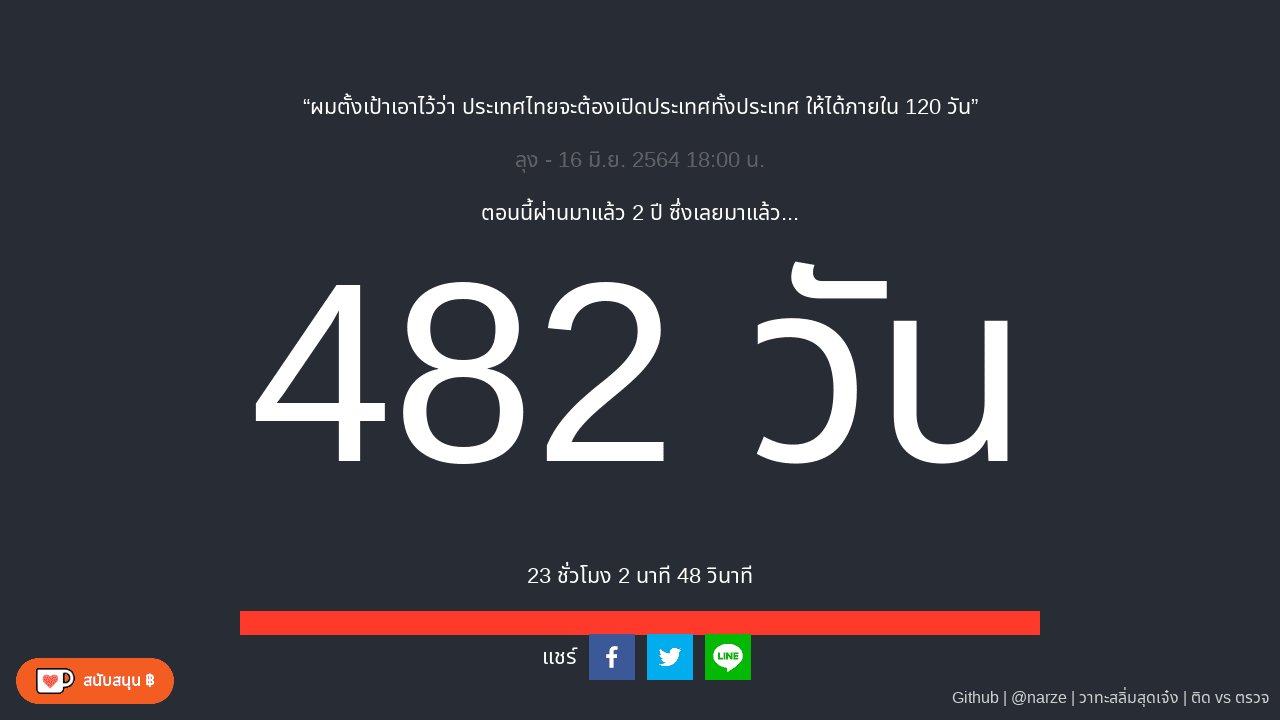 “ผมตั้งเป้าเอาไว้ว่า ประเทศไทยจะต้องเปิดประเทศทั้งประเทศ ให้ได้ภายใน 120 วัน”
ลุง - 16 มิ.ย. 2564 18:00 น.
ตอนนี้ผ่านมาแล้ว 2 ปี ซึ่งเลยมาแล้ว...
482 วัน
23 ชั่วโมง 2 นาที 48 วินาที
แชร์
LINE
สนับสนุน ฿
Github | @narze | วาทะสลิ่มสุดเจ๋ง | ติด vs ตรวจ